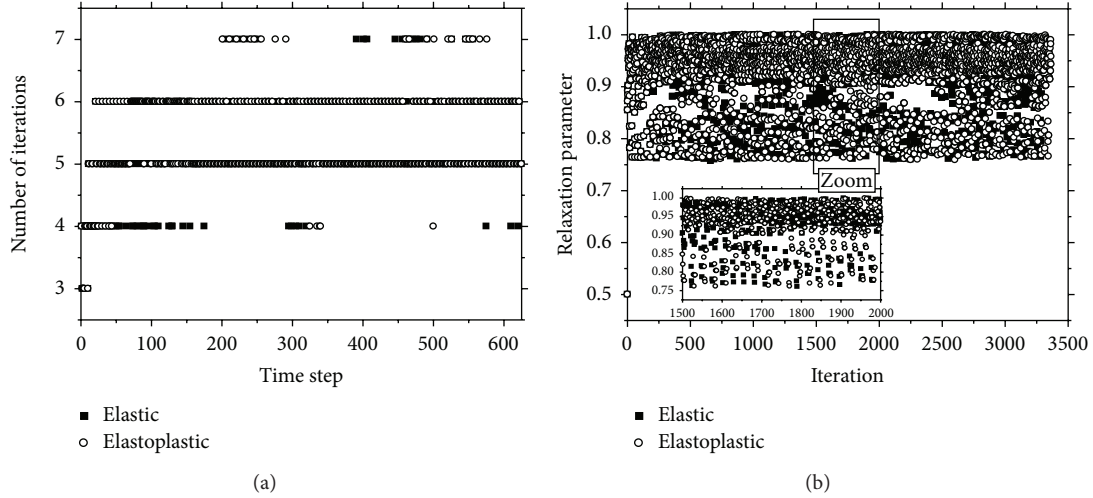 7
6
5
4
3
Number of iterations
0 100 200 300 400 500 600
Time step
Elastic
Elastoplastic
(a)
1.0
0.9
0.8
0.7
0.6
0.5
Relaxation parameter
Zoom
1.00
0.95
0.90
0.85
0.80
0.75
1500 1600 1700 1800 1900 2000
0 500 1000 1500 2000 2500 3000 3500
Iteration
Elastic
Elastoplastic
(b)